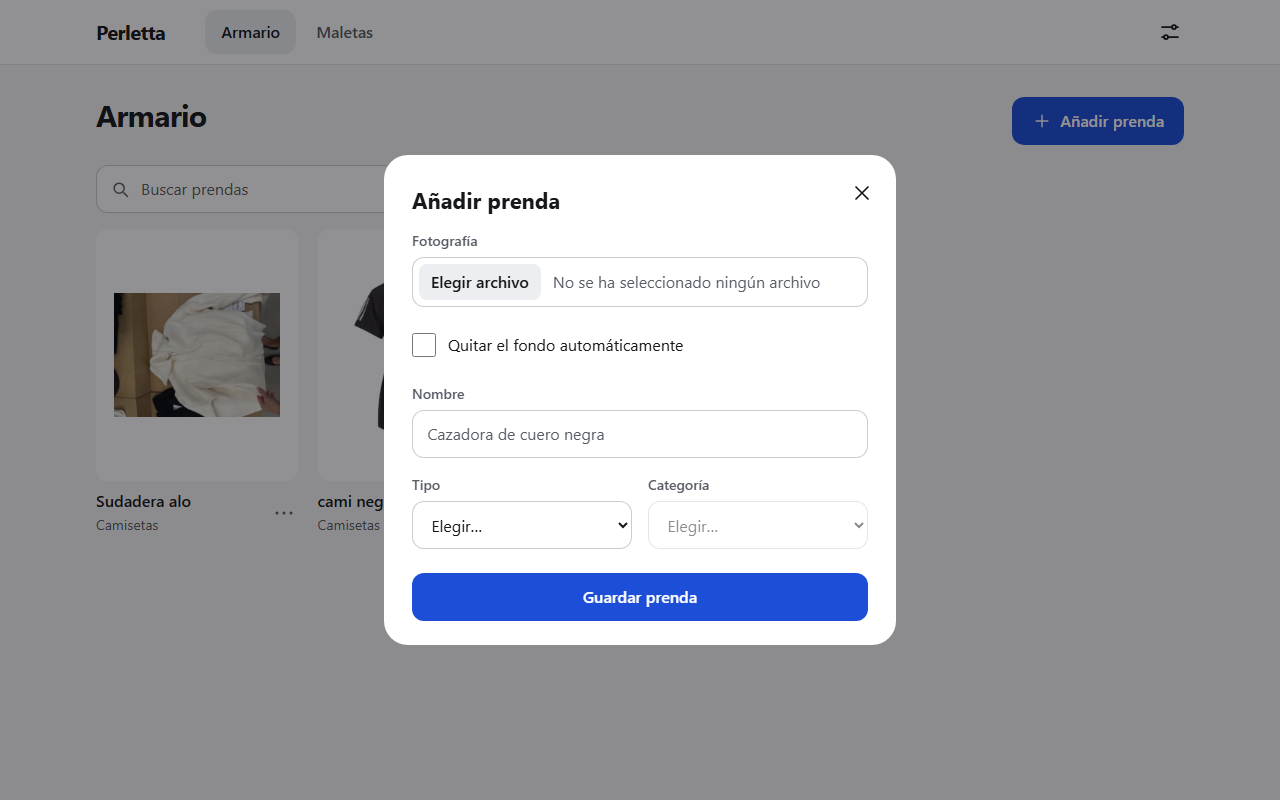 Perletta
Armario
Maletas
Armario
Añadir prenda
Buscar prendas
Sudadera alo
Camisetas
cami neg
Camisetas
Añadir prenda
Fotografía
Elegir archivo
No se ha seleccionado ningún archivo
Quitar el fondo automáticamente
Nombre
Cazadora de cuero negra
Tipo
Categoría
Elegir...
Elegir...
Guardar prenda